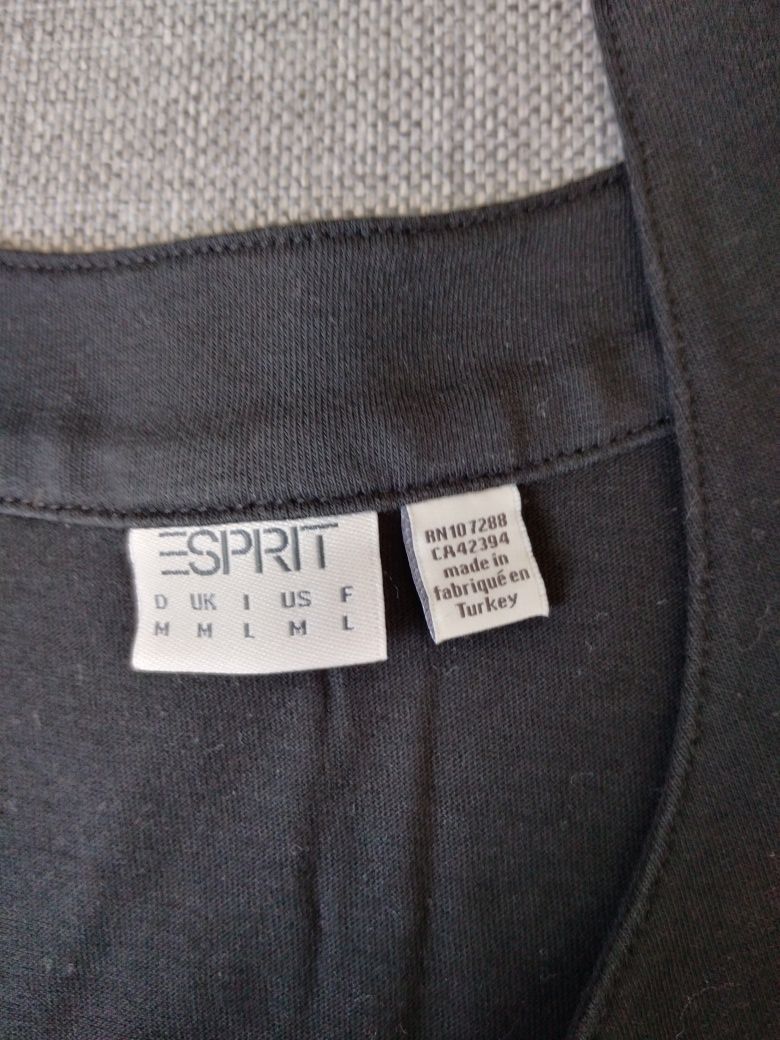 ESPRIT
D UK I US F
M M L M L
RN107288
CA42394
made in
fabriqué en
Turkey